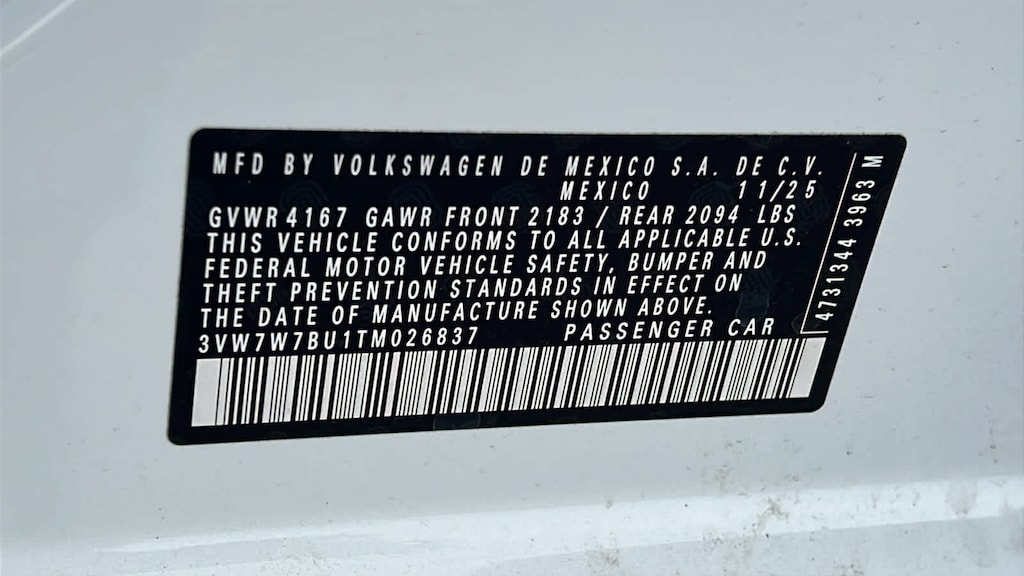 MFD BY VOLKSWAGEN DE MEXICO S.A. DE C.V.
MEXICO 11/25
GVWR 4167 GAWR FRONT 2183 / REAR 2094 LBS
THIS VEHICLE CONFORMS TO ALL APPLICABLE U.S.
FEDERAL MOTOR VEHICLE SAFETY, BUMPER AND
THEFT PREVENTION STANDARDS IN EFFECT ON
THE DATE OF MANUFACTURE SHOWN ABOVE.
3VW7W7BU1TM026837 PASSENGER CAR
4731344 3963 M